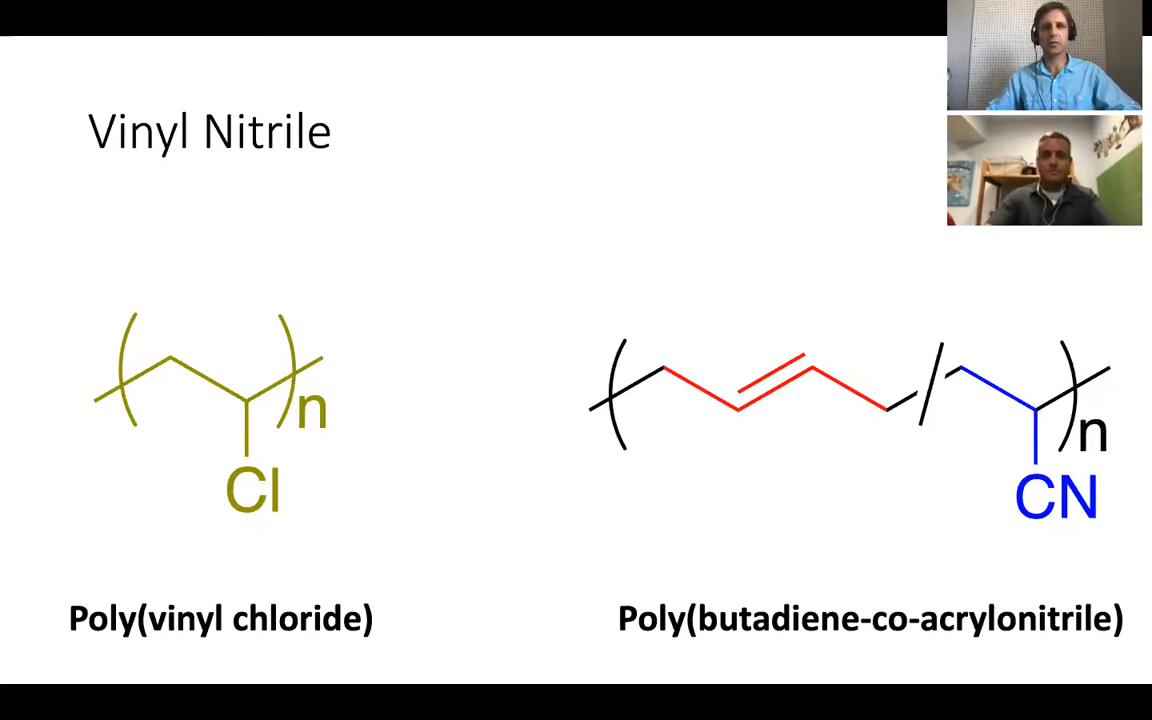 Vinyl Nitrile
n
Cl
n
CN
Poly(vinyl chloride)
Poly(butadiene-co-acrylonitrile)